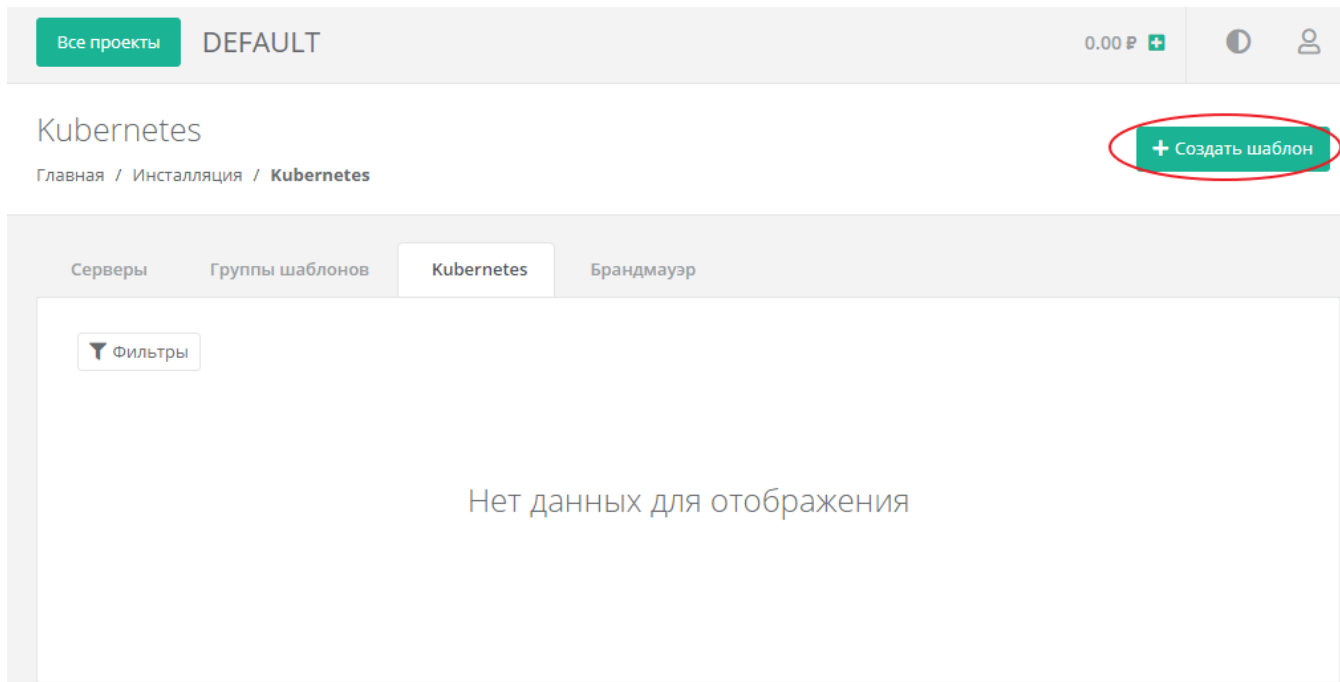 Все проекты DEFAULT 0.00 ₽
Kubernetes
+ Создать шаблон
Главная / Инсталляция / Kubernetes
Серверы Группы шаблонов Kubernetes Брандмауэр
Фильтры
Нет данных для отображения